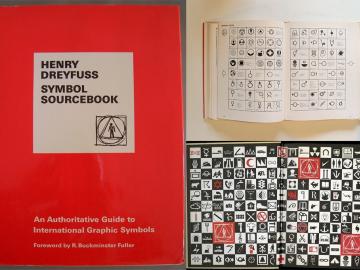 HENRY
DREYFUSS
SYMBOL
SOURCEBOOK
An Authoritative Guide to
International Graphic Symbols
Foreword by R. Buckminster Fuller